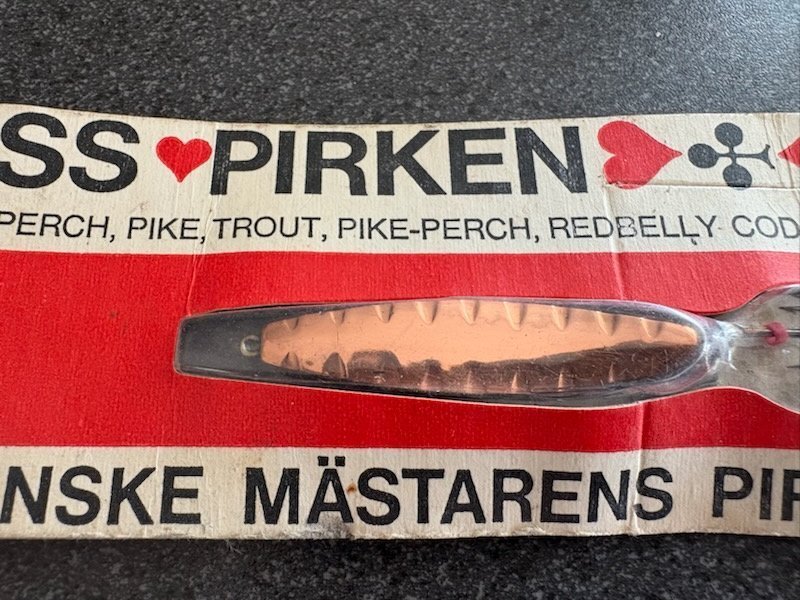 SS ♥ PIRKEN ♥ ♣
PERCH, PIKE, TROUT, PIKE-PERCH, REDBELLY COD
NSKE MÄSTARENS PIR